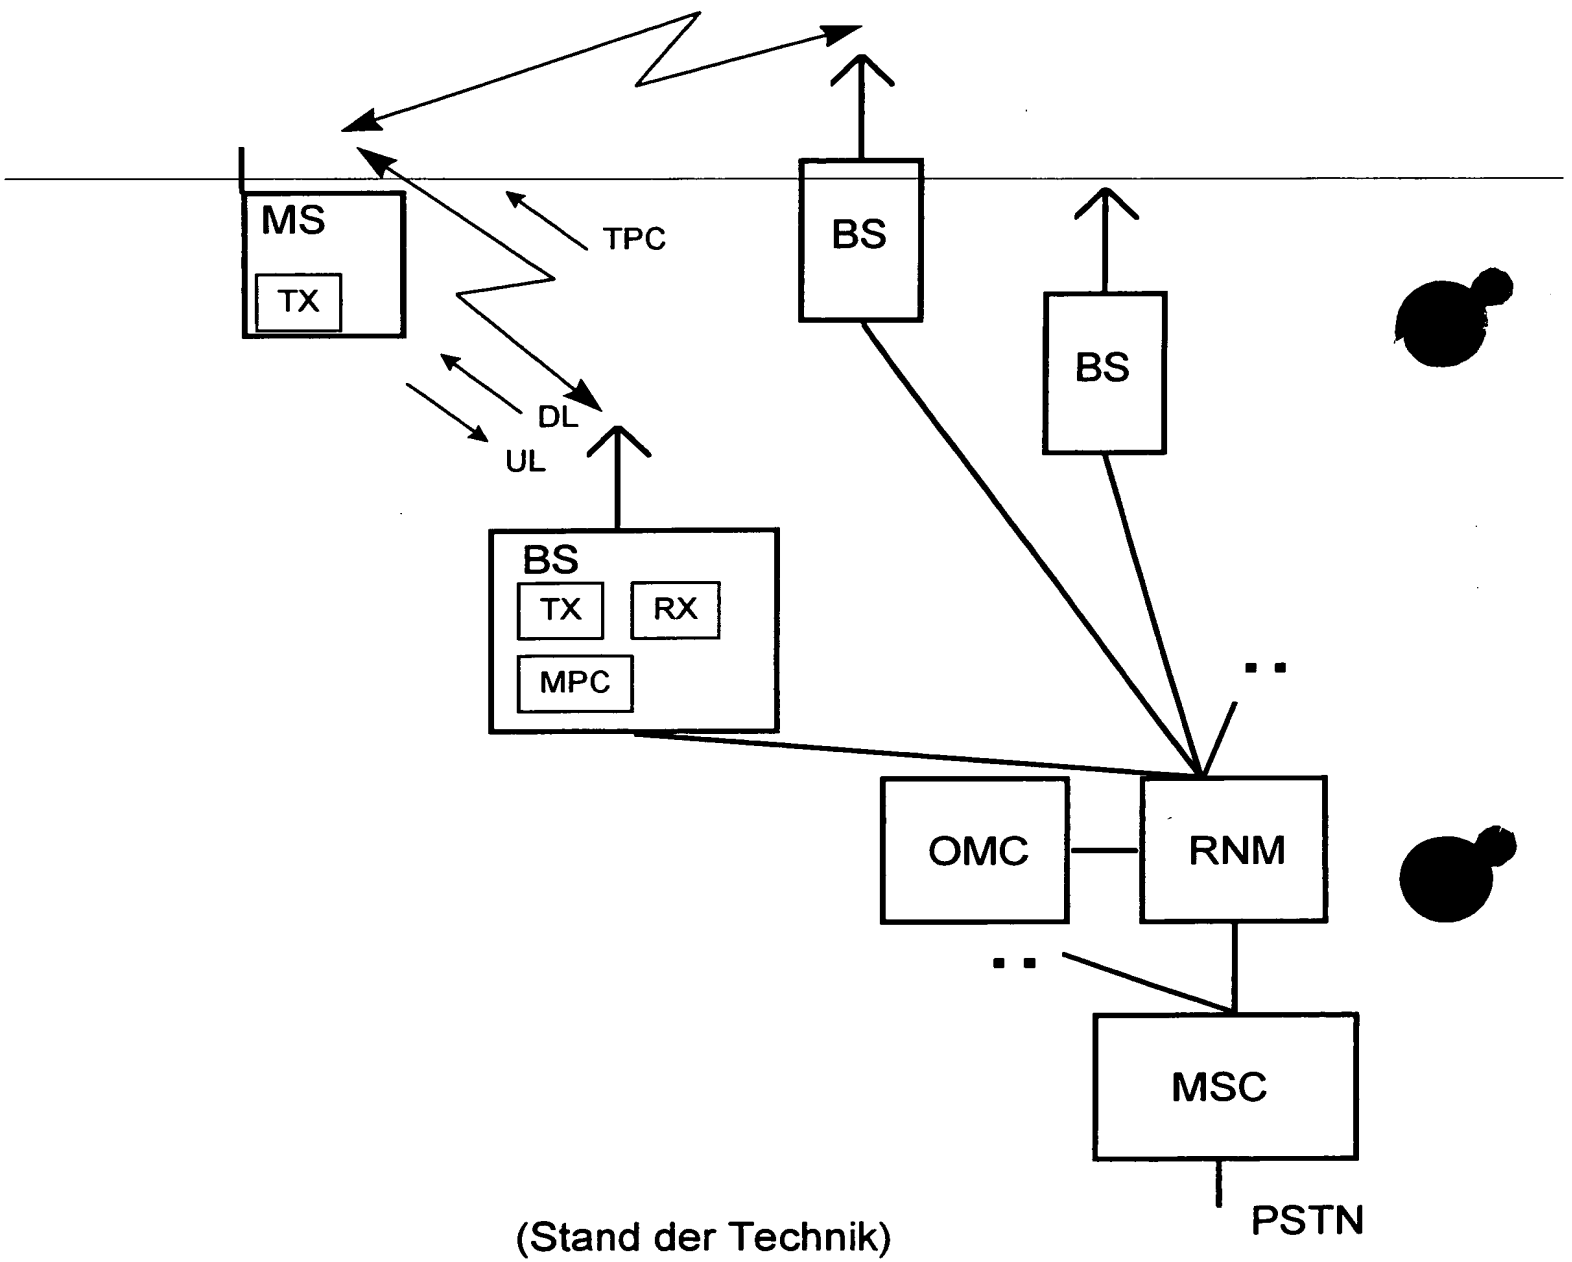 MS
TX
TPC
BS
BS
DL
UL
BS
TX
RX
MPC
OMC
RNM
MSC
PSTN
(Stand der Technik)